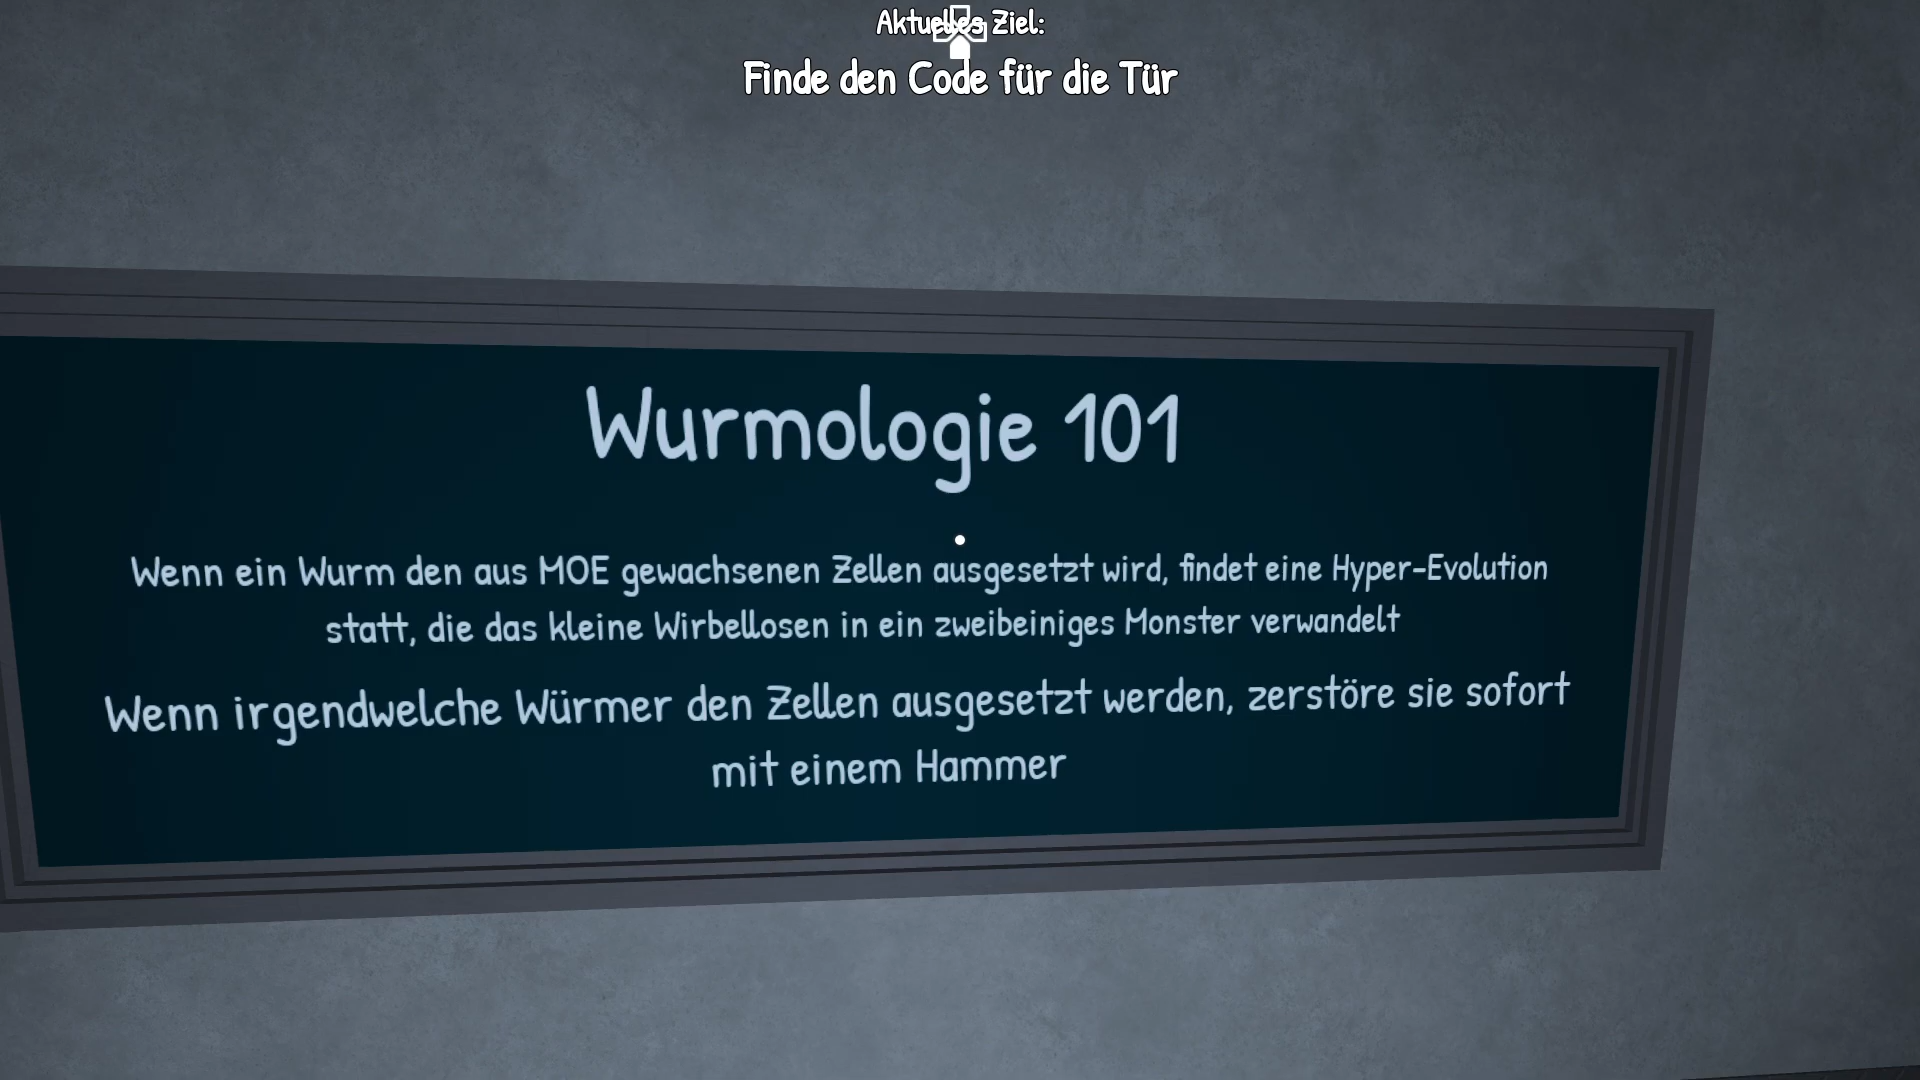 Aktuelles Ziel:
Finde den Code für die Tür
Wurmologie 101
Wenn ein Wurm den aus MOE gewachsenen Zellen ausgesetzt wird, findet eine Hyper-Evolution
statt, die das kleine Wirbellosen in ein zweibeiniges Monster verwandelt
Wenn irgendwelche Würmer den Zellen ausgesetzt werden, zerstöre sie sofort
mit einem Hammer